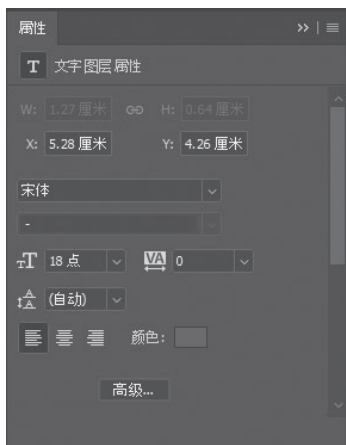 属性
T 文字图层属性
W: 1.27 厘米 H: 0.64 厘米
X: 5.28 厘米 Y: 4.26 厘米
宋体
-
T 18 点 VA 0
A (自动)
颜色:
高级...